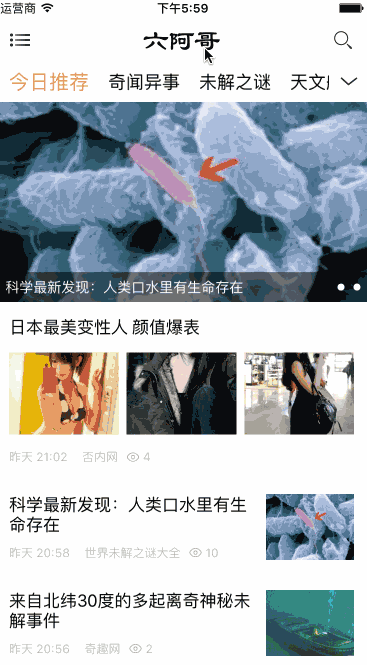 运营商 下午5:59
六阿哥
今日推荐 奇闻异事 未解之谜 天文
科学最新发现：人类口水里有生命存在
日本最美变性人 颜值爆表
昨天 21:02 否内网 4
科学最新发现：人类口水里有生
命存在
昨天 20:58 世界未解之谜大全 10
来自北纬30度的多起离奇神秘未
解事件
昨天 20:56 奇趣网 2